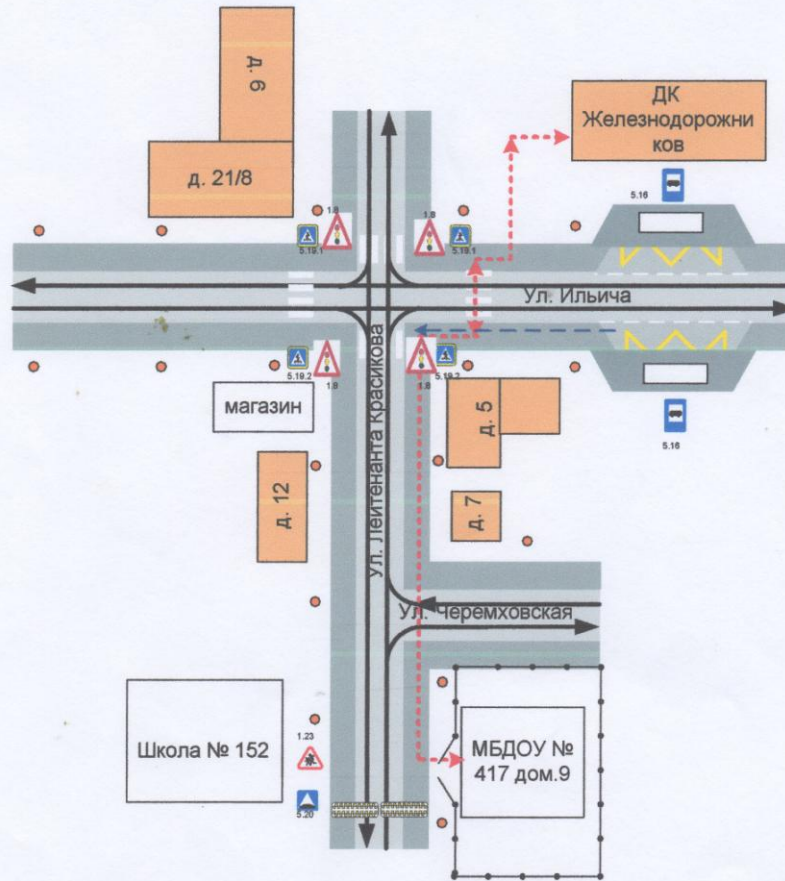 д. 6
ДК
Железнодорожни
ков
д. 21/8
5.16
1.8
1.8
5.19.1
5.19.1
Ул. Ильича
5.19.2
1.8
5.19.2
1.8
магазин
д. 5
5.16
Ул. Лейтенанта Красикова
д. 12
д. 7
Ул. Черемховская
Школа № 152
1.23
5.20
МБДОУ №
417 дом.9